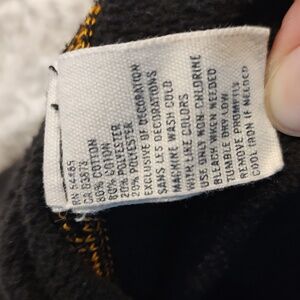 RN 54485
CA 03673
80% COTTON
80% COTON
20% POLYESTER
20% POLYESTER
EXCLUSIVE OF DECORATION
SANS LES DECORATIONS
MACHINE WASH COLD
WITH LIKE COLORS
USE ONLY NON-CHLORINE
BLEACH WHEN NEEDED
TUMBLE DRY LOW
REMOVE PROMPTLY
COOL IRON IF NEEDED